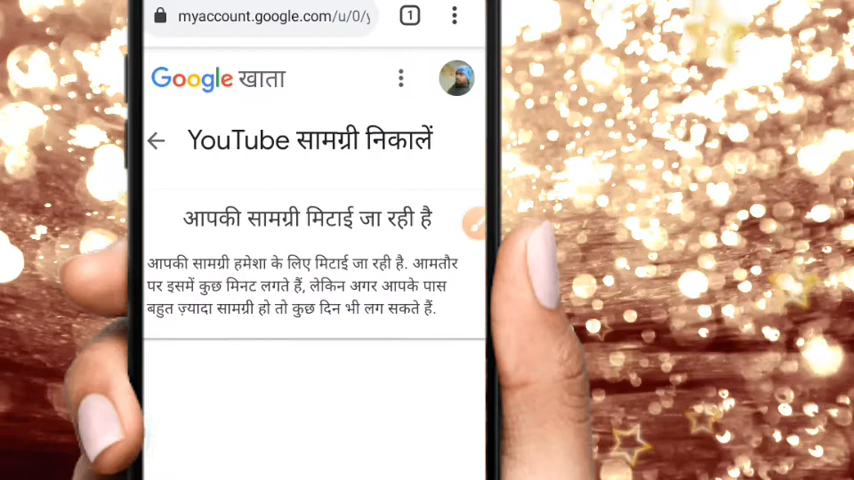 myaccount.google.com/u/0/y
1
Google खाता
YouTube सामग्री निकालें
आपकी सामग्री मिटाई जा रही है
आपकी सामग्री हमेशा के लिए मिटाई जा रही है. आमतौर
पर इसमें कुछ मिनट लगते हैं, लेकिन अगर आपके पास
बहुत ज़्यादा सामग्री हो तो कुछ दिन भी लग सकते हैं.